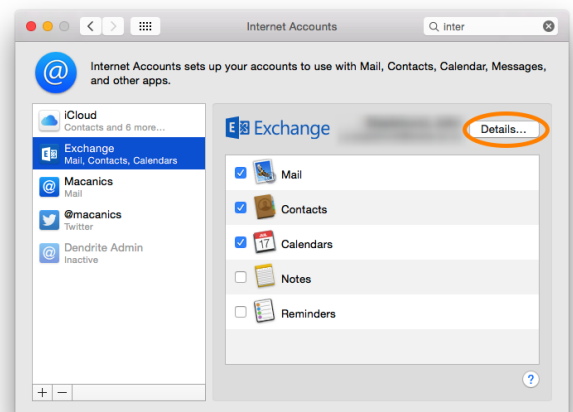 Internet Accounts
inter
Internet Accounts sets up your accounts to use with Mail, Contacts, Calendar, Messages,
and other apps.
iCloud
Contacts and 6 more...
Exchange
Mail, Contacts, Calendars
Macanics
Mail
@macanics
Twitter
Dendrite Admin
Inactive
E Exchange
Details...
Mail
Contacts
JUL
17
Calendars
Notes
Reminders
+ −
?